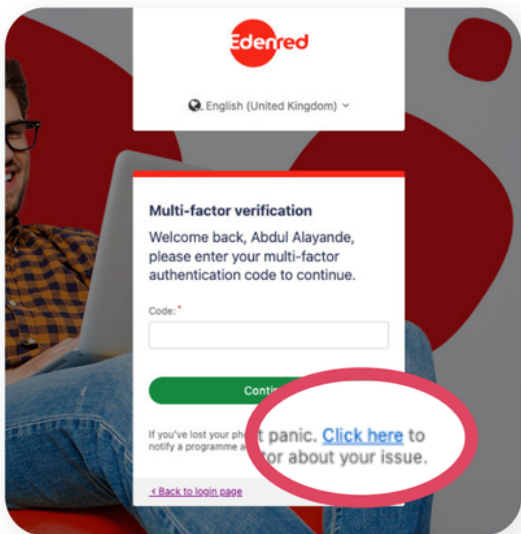 Edenred
English (United Kingdom)
Multi-factor verification
Welcome back, Abdul Alayande,
please enter your multi-factor
authentication code to continue.
Code: *
Contin
If you've lost your pho
notify a programme a
t panic. Click here to
tor about your issue.
‹ Back to login page